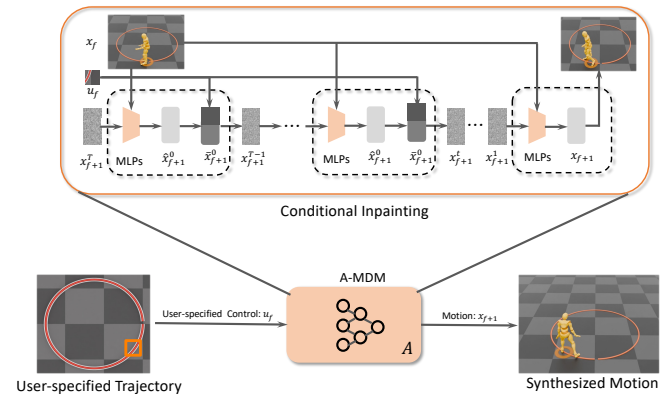 x_f
u_f
x_{f+1}^T MLPs x̂_{f+1}^0 x̄_{f+1}^0 x_{f+1}^{T-1} ... MLPs x̂_{f+1}^0 x̄_{f+1}^0 x_{f+1}^t ... x_{f+1}^1 MLPs x_{f+1}
Conditional Inpainting
A-MDM
User-specified Control: u_f
Motion: x_{f+1}
A
User-specified Trajectory
Synthesized Motion